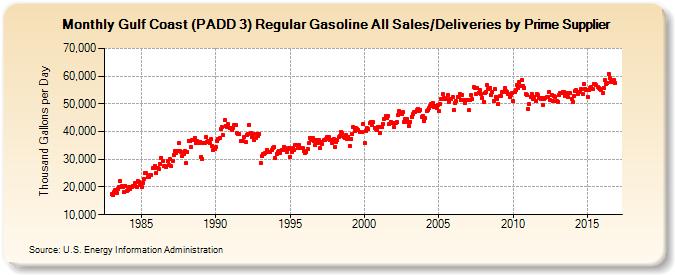 Monthly Gulf Coast (PADD 3) Regular Gasoline All Sales/Deliveries by Prime Supplier
Thousand Gallons per Day
70,000
60,000
50,000
40,000
30,000
20,000
10,000
1985 1990 1995 2000 2005 2010 2015
Source: U.S. Energy Information Administration